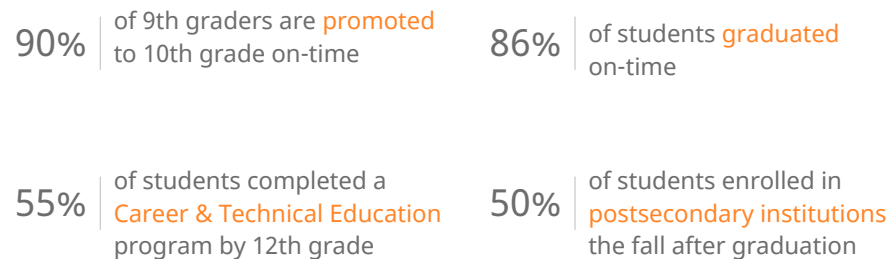 90%
of 9th graders are promoted
to 10th grade on-time
86%
of students graduated
on-time
55%
of students completed a
Career & Technical Education
program by 12th grade
50%
of students enrolled in
postsecondary institutions
the fall after graduation